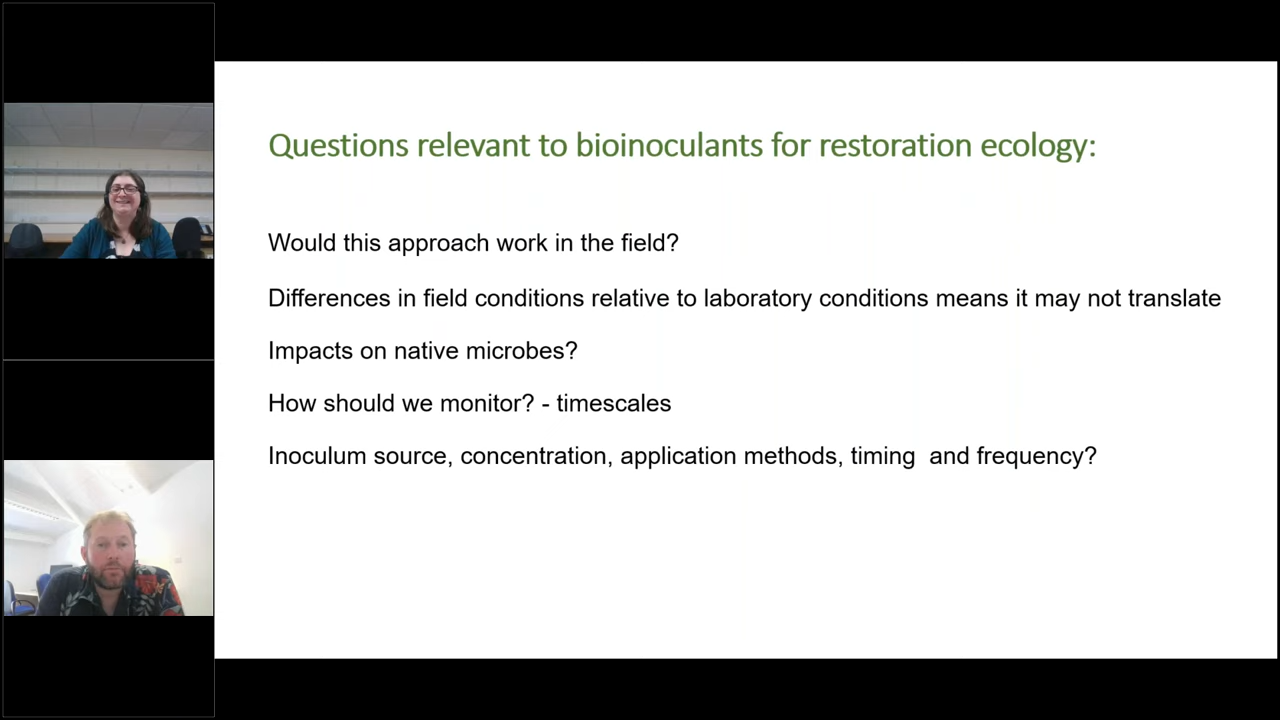 Questions relevant to bioinoculants for restoration ecology:
Would this approach work in the field?
Differences in field conditions relative to laboratory conditions means it may not translate
Impacts on native microbes?
How should we monitor? - timescales
Inoculum source, concentration, application methods, timing  and frequency?